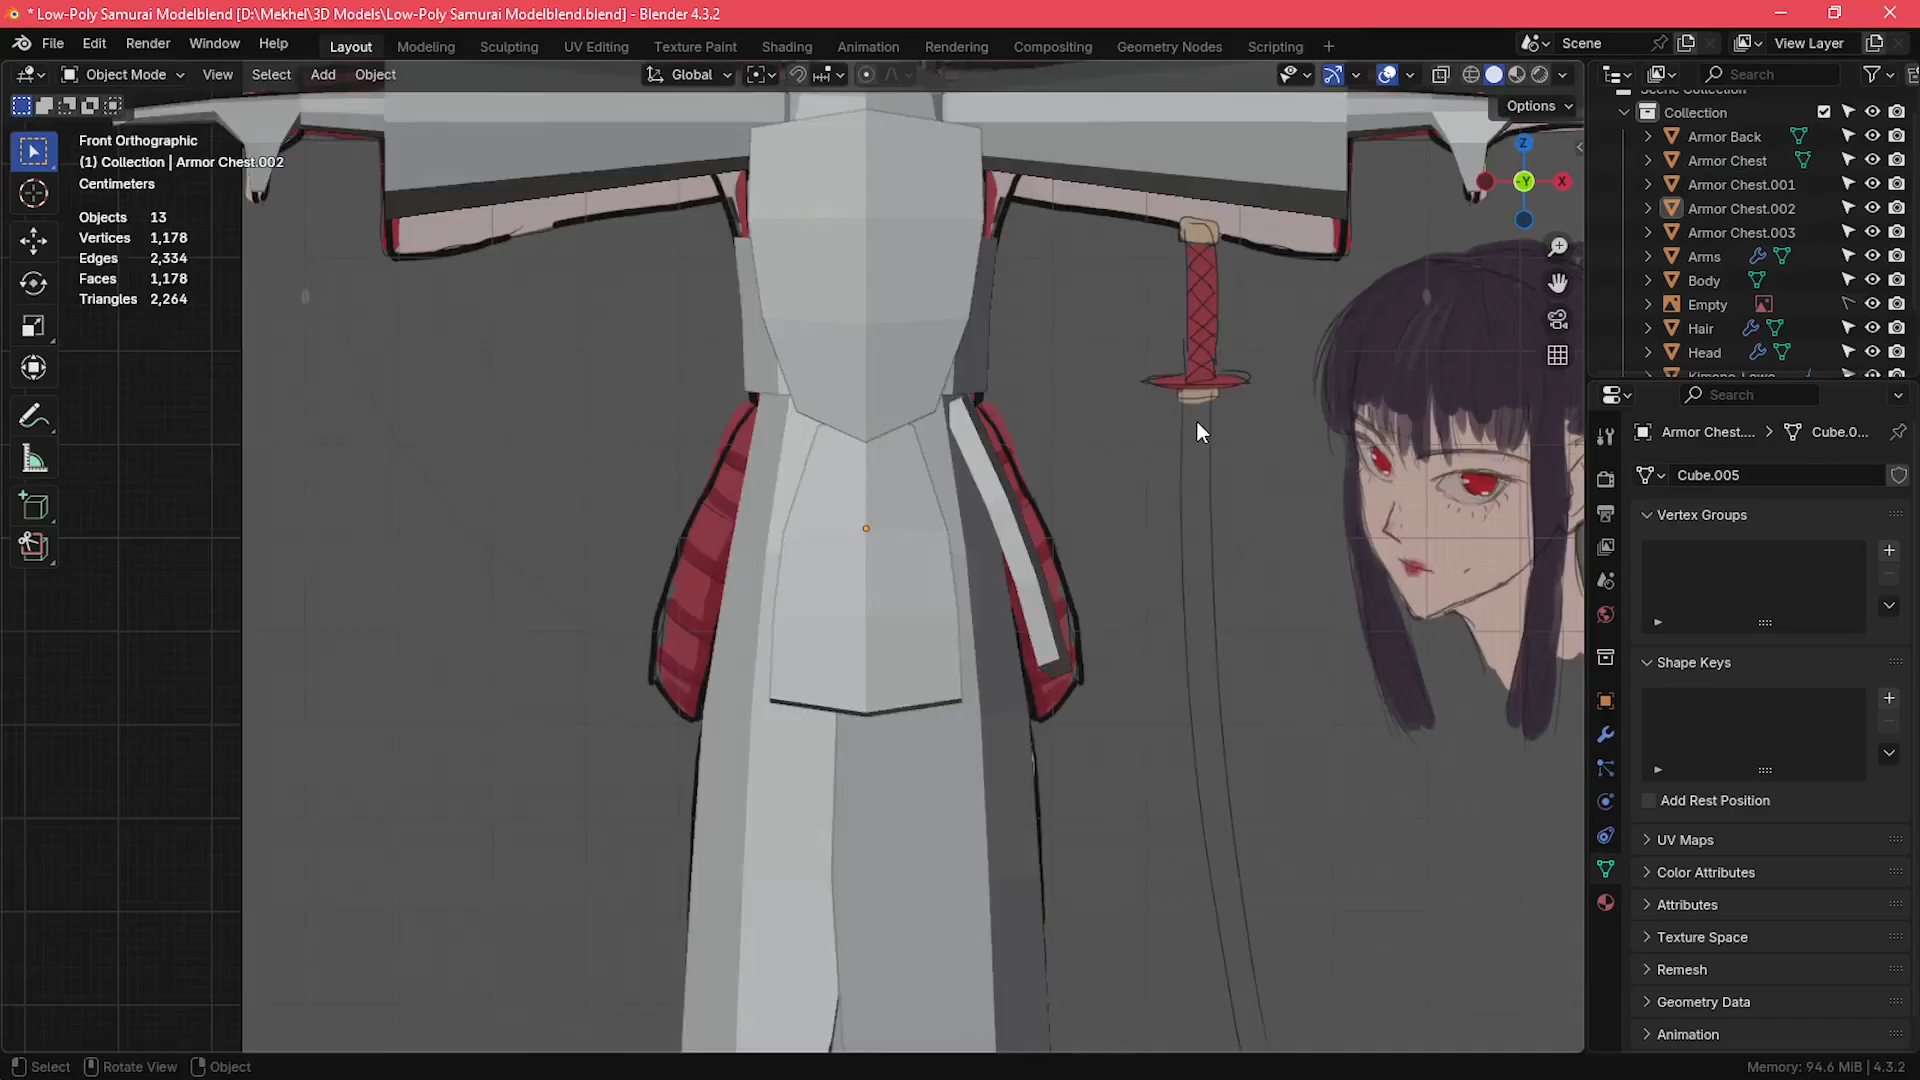 * Low-Poly Samurai Modelblend [D:\Mekhel\3D Models\Low-Poly Samurai Modelblend.blend] - Blender 4.3.2
File Edit Render Window Help Layout Modeling Sculpting UV Editing Texture Paint Shading Animation Rendering Compositing Geometry Nodes Scripting + Scene View Layer
Object Mode View Select Add Object Global Search
Options
Front Orthographic
(1) Collection | Armor Chest.002
Centimeters
Objects 13
Vertices 1,178
Edges 2,334
Faces 1,178
Triangles 2,264
Z
-Y X
Scene Collection
Collection
Armor Back
Armor Chest
Armor Chest.001
Armor Chest.002
Armor Chest.003
Arms
Body
Empty
Hair
Head
Search
Armor Chest.... Cube.0...
Cube.005
Vertex Groups
Shape Keys
Add Rest Position
UV Maps
Color Attributes
Attributes
Texture Space
Remesh
Geometry Data
Animation
Select Rotate View Object Memory: 94.6 MiB | 4.3.2